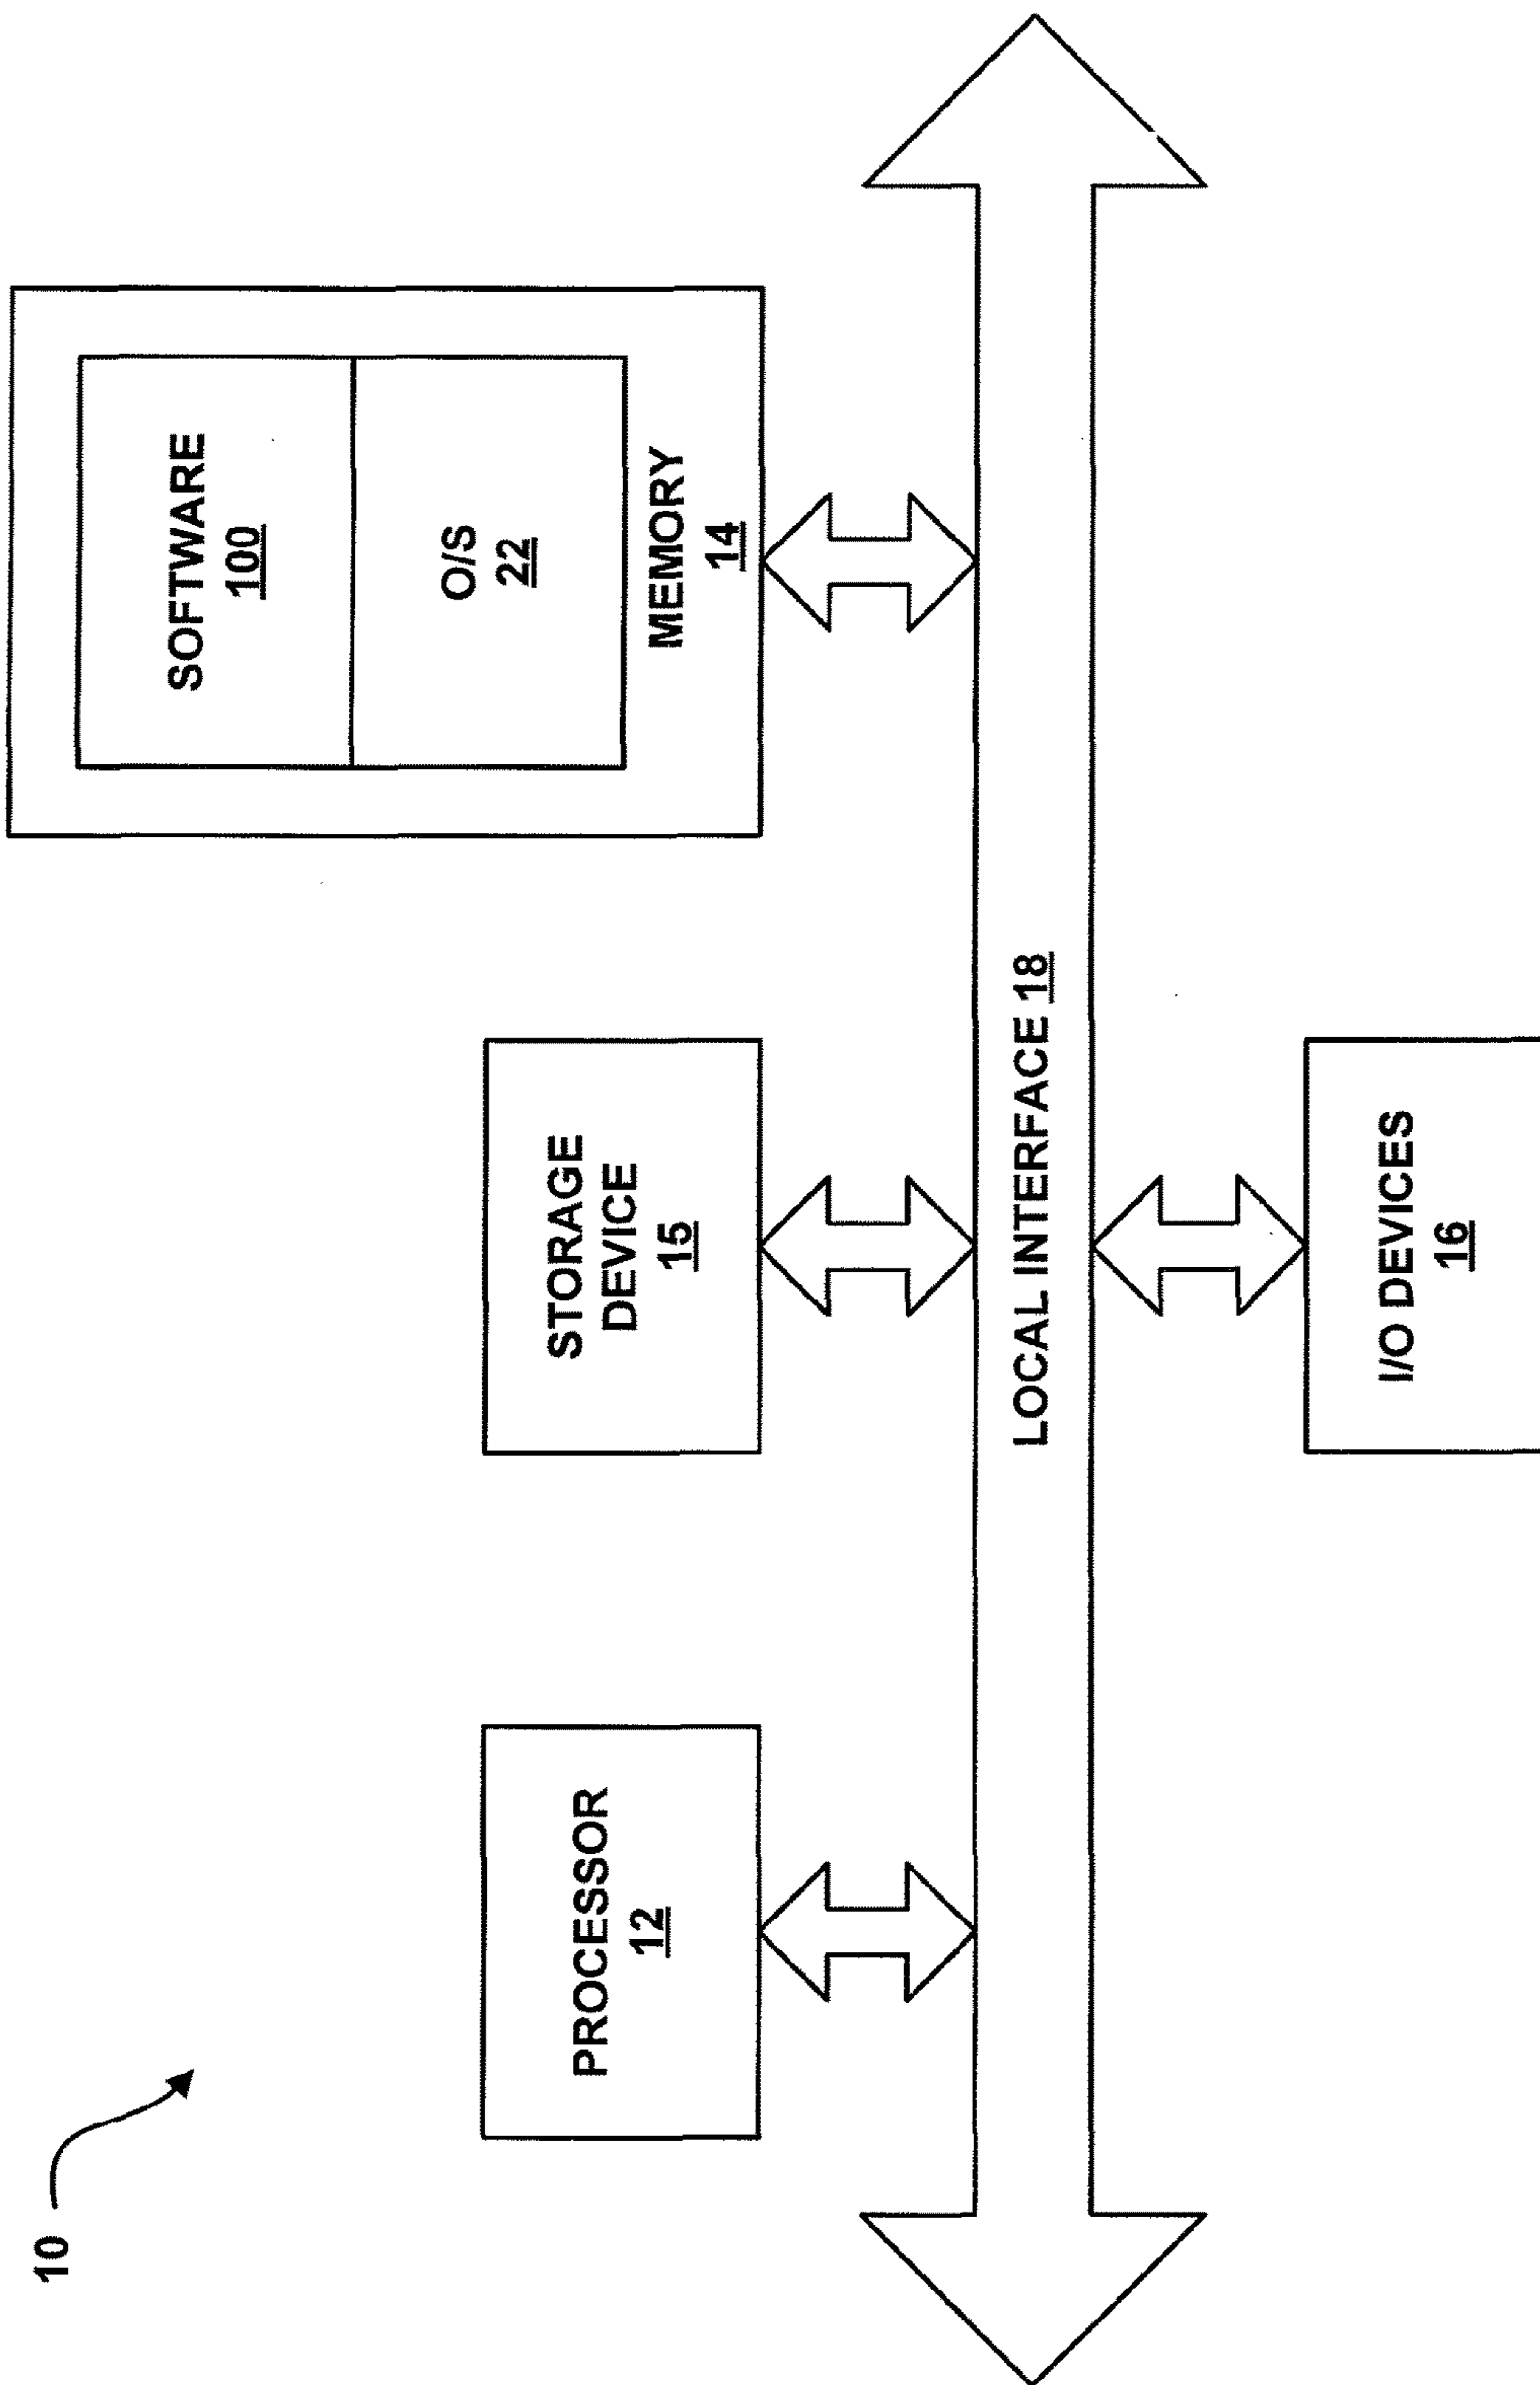 10
PROCESSOR
12
STORAGE
DEVICE
15
SOFTWARE
100
O/S
22
MEMORY
14
LOCAL INTERFACE 18
I/O DEVICES
16